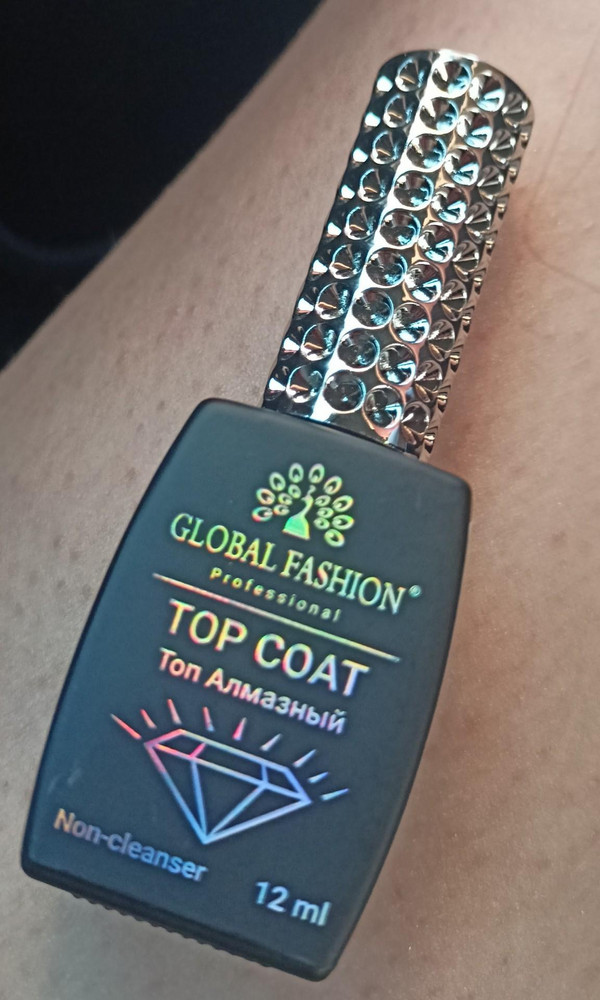 GLOBAL FASHION®
Professional
TOP COAT
Топ Алмазный
Non-cleanser
12 ml